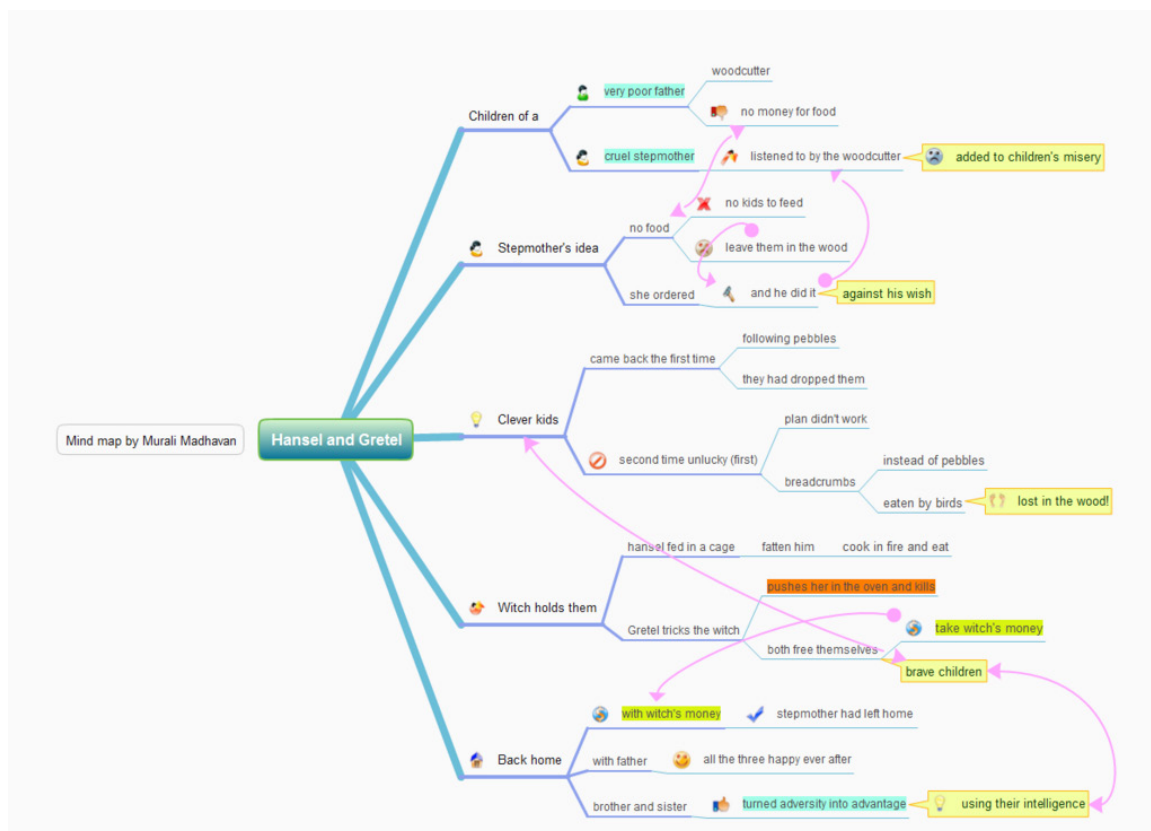 Mind map by Murali Madhavan
Hansel and Gretel
Children of a
very poor father
woodcutter
no money for food
cruel stepmother
listened to by the woodcutter
added to children's misery
Stepmother's idea
no food
no kids to feed
leave them in the wood
she ordered
and he did it
against his wish
Clever kids
came back the first time
following pebbles
they had dropped them
second time unlucky (first)
plan didn't work
breadcrumbs
instead of pebbles
eaten by birds
lost in the wood!
Witch holds them
hansel fed in a cage
fatten him
cook in fire and eat
Gretel tricks the witch
pushes her in the oven and kills
both free themselves
take witch's money
brave children
Back home
with witch's money
stepmother had left home
with father
all the three happy ever after
brother and sister
turned adversity into advantage
using their intelligence